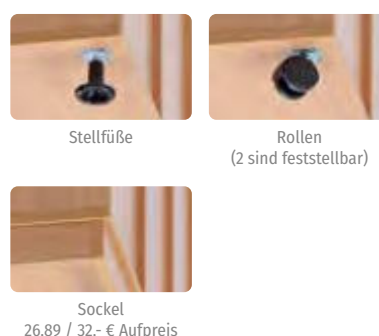 Stellfüße
Rollen
(2 sind feststellbar)
Sockel
26,89 / 32,- € Aufpreis